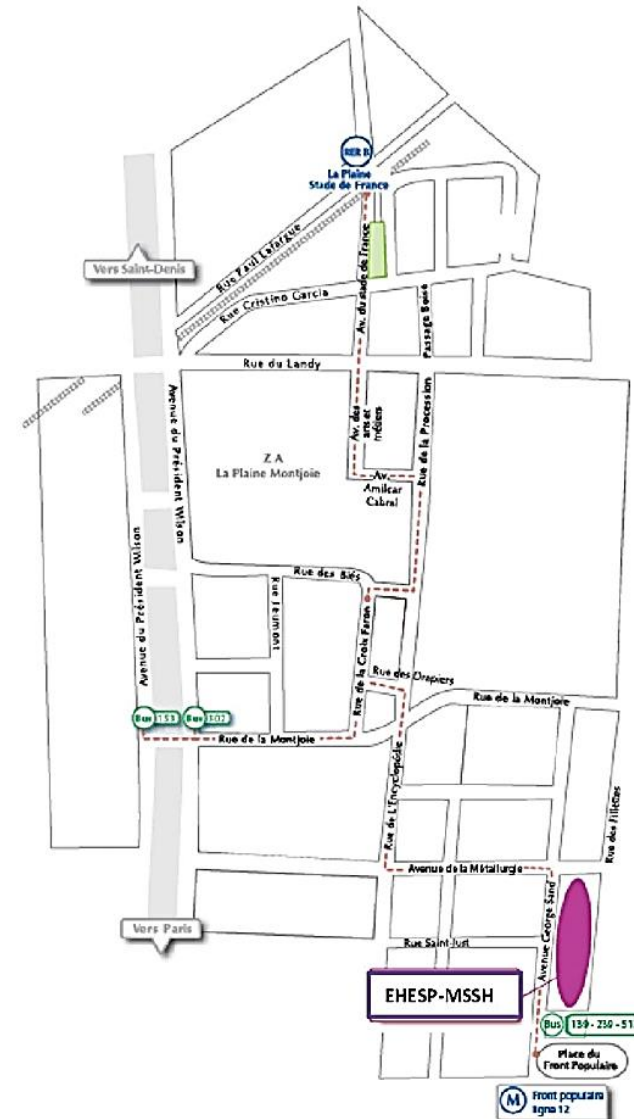 RER B
La Plaine
Stade de France
Vers Saint-Denis
Rue Paul Lafargue
Av. du stade de France
Rue Cristino Garcia
Passage Boise
Rue du Landy
Avenue du Président Wilson
Av. des
arts et
métiers
Rue de la Procession
Z A
La Plaine Montjoie
Av.
Amilcar
Cabral
Avenue du Président Wilson
Rue des Blés
Rue Jeumont
Rue de la Croix Faron
Rue des Drapiers
Rue de la Montjoie
Bus 153
Bus 302
Rue de la Montjoie
Rue de L'Encyclopédie
Rue des Fillettes
Avenue de la Métallurgie
Avenue George Sand
Vers Paris
Rue Saint-Just
EHESP-MSSH
Bus 139 - 239 - 51
Place du
Front Populaire
M Front populaire
ligne 12